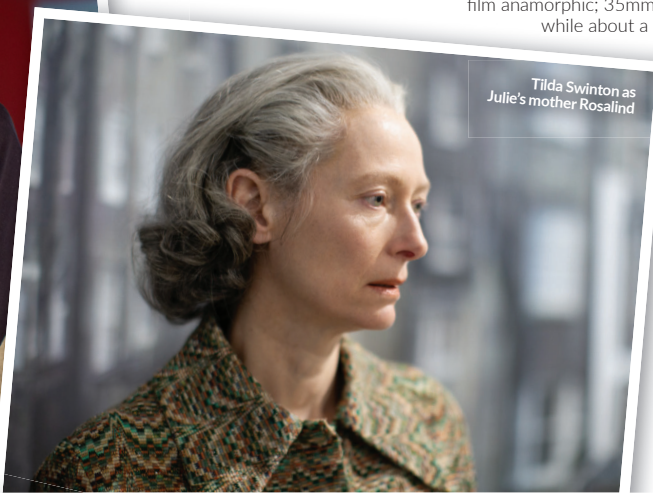 film anamorphic; 35mm
while about a
Tilda Swinton as
Julie's mother Rosalind